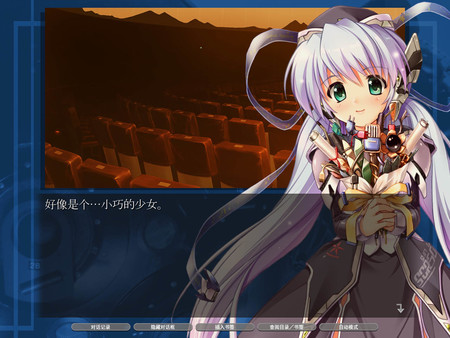 好像是个…小巧的少女。
对话记录
隐藏对话框
插入书签
查阅目录／书签
自动模式